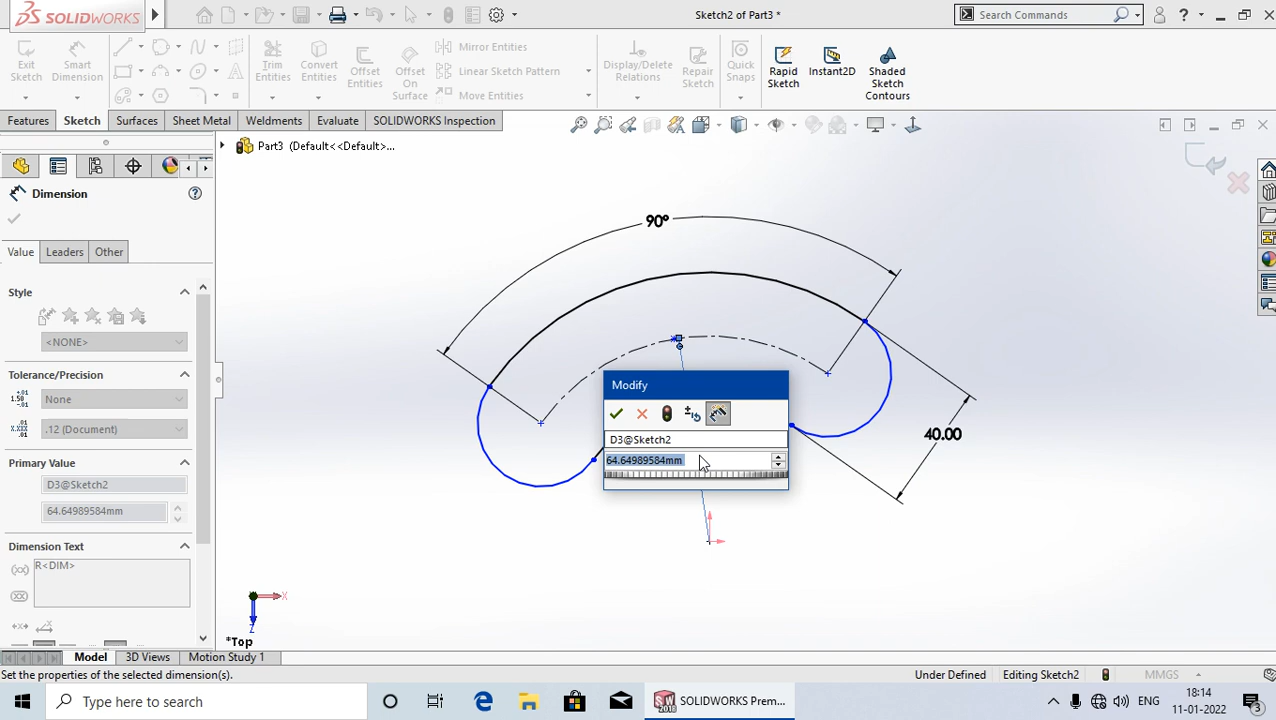 SOLIDWORKS
Sketch2 of Part3 *
Search Commands
?
Exit Sketch
Smart Dimension
Trim Entities
Convert Entities
Offset Entities
Offset On Surface
Mirror Entities
Linear Sketch Pattern
Move Entities
Display/Delete Relations
Repair Sketch
Quick Snaps
Rapid Sketch
Instant2D
Shaded Sketch Contours
Features
Sketch
Surfaces
Sheet Metal
Weldments
Evaluate
SOLIDWORKS Inspection
Part3 (Default<<Default>...
Dimension
Value
Leaders
Other
Style
<NONE>
Tolerance/Precision
None
.12 (Document)
Primary Value
D3@Sketch2
64.64989584mm
Dimension Text
R<DIM>
90°
40.00
Modify
D3@Sketch2
64.64989584mm
X
Z
*Top
Model
3D Views
Motion Study 1
Set the properties of the selected dimension(s).
Under Defined
Editing Sketch2
MMGS
Type here to search
SW 2018
SOLIDWORKS Prem...
ENG
18:14
11-01-2022
3